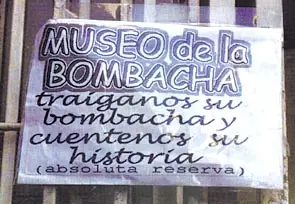 MUSEO de la
BOMBACHA
traiganos su
bombacha y
cuentenos su
historia
(absoluta reserva)